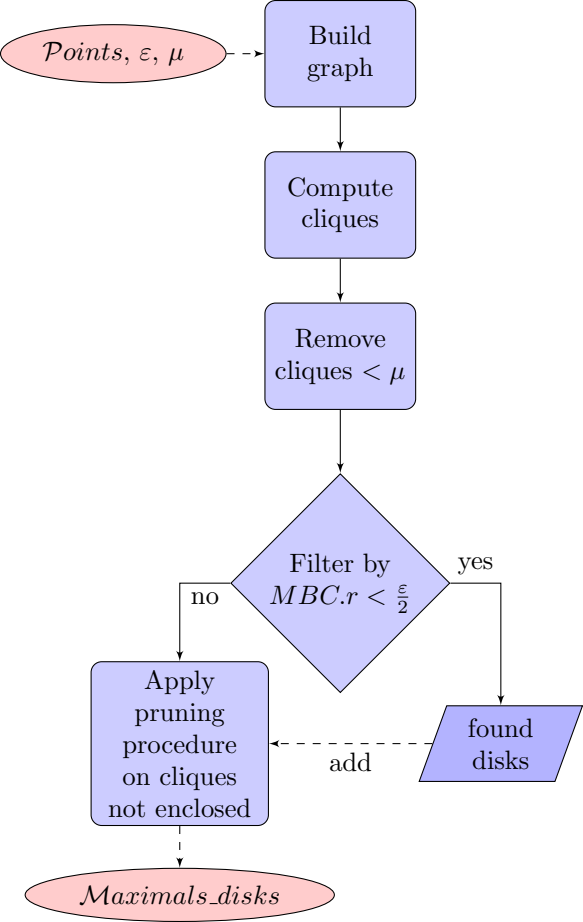 Points, ε, μ
Build
graph
Compute
cliques
Remove
cliques < μ
Filter by
MBC.r < ε/2
yes
no
Apply
pruning
procedure
on cliques
not enclosed
found
disks
add
Maximals_disks